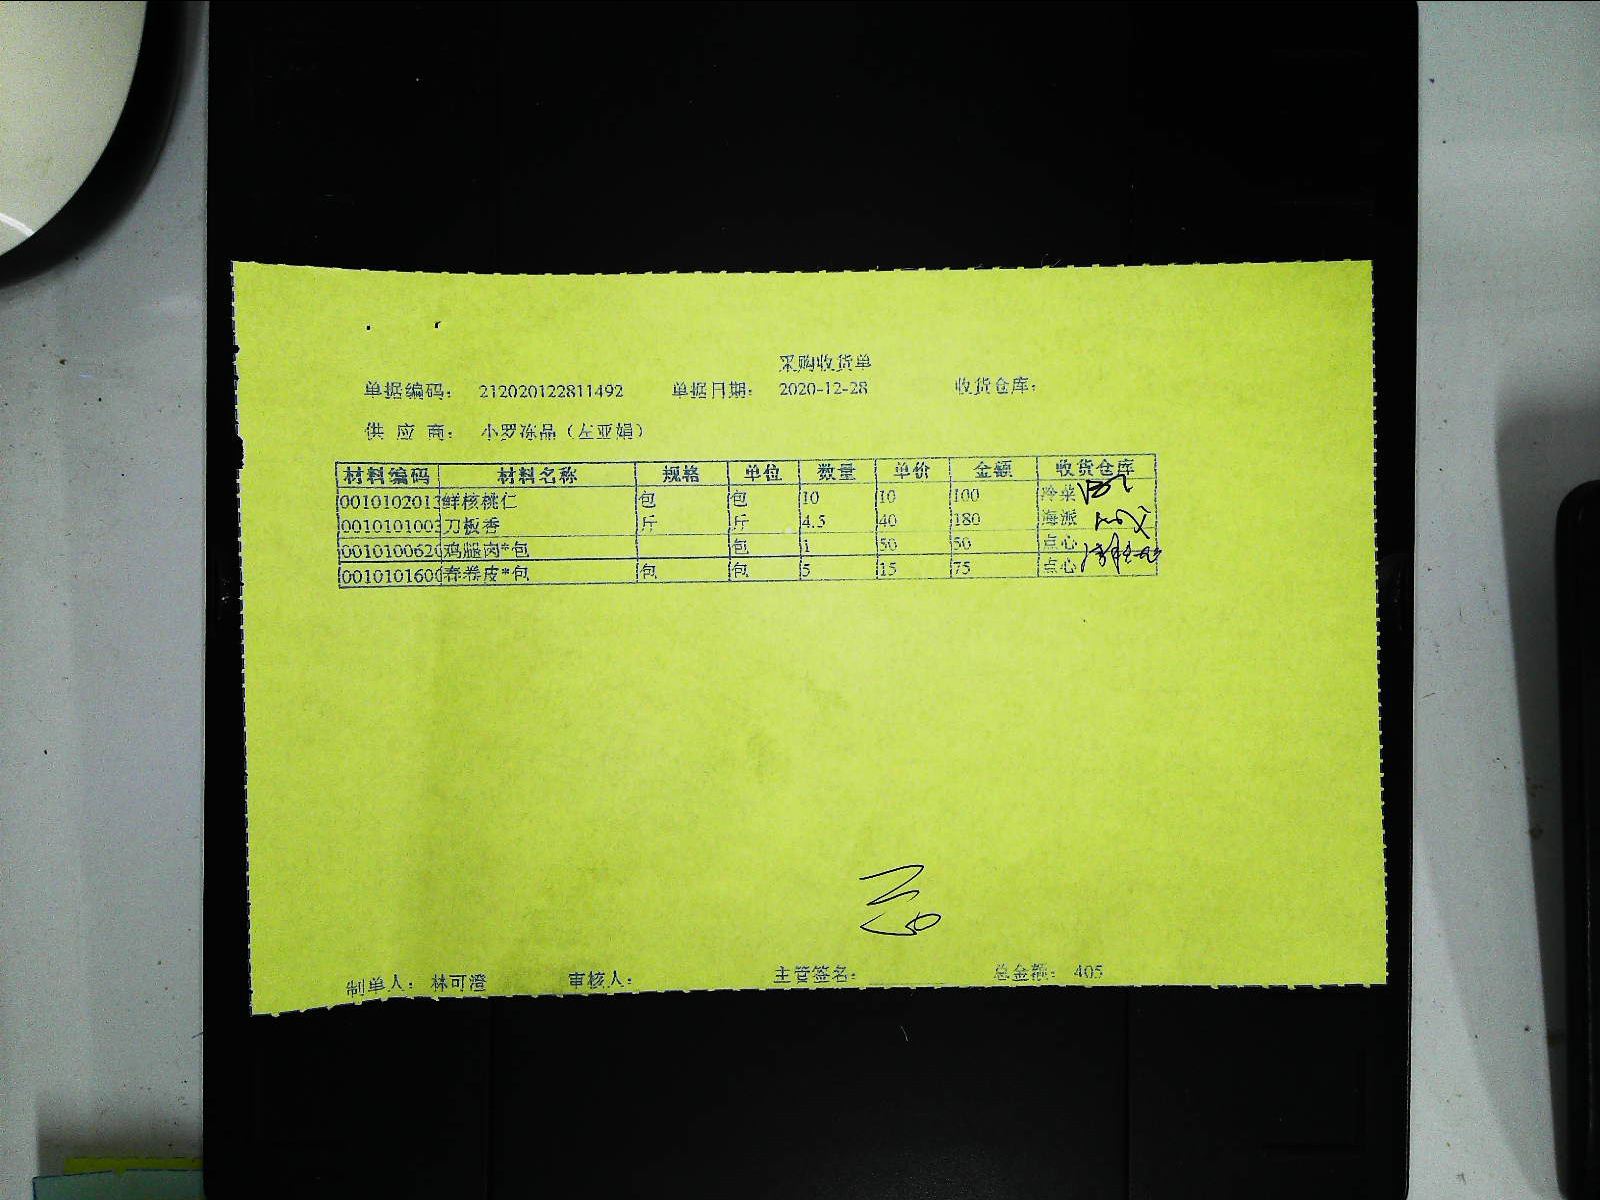 采购收货单
单据编码: 212020122811492 单据日期: 2020-12-28 收货仓库:
供 应 商: 小罗冻品(左亚娟)
材料编码 材料名称 规格 单位 数量 单价 金额 收货仓库
001010201 鲜核桃仁 包 包 10 10 100 冷菜
001010100 刀板香 斤 斤 4.5 40 180 海派
001010062 鸡腿肉*包 包 1 50 50 点心
001010160 春卷皮*包 包 包 5 15 75 点心
制单人: 林可澄 审核人: 主管签名: 总金额: 405